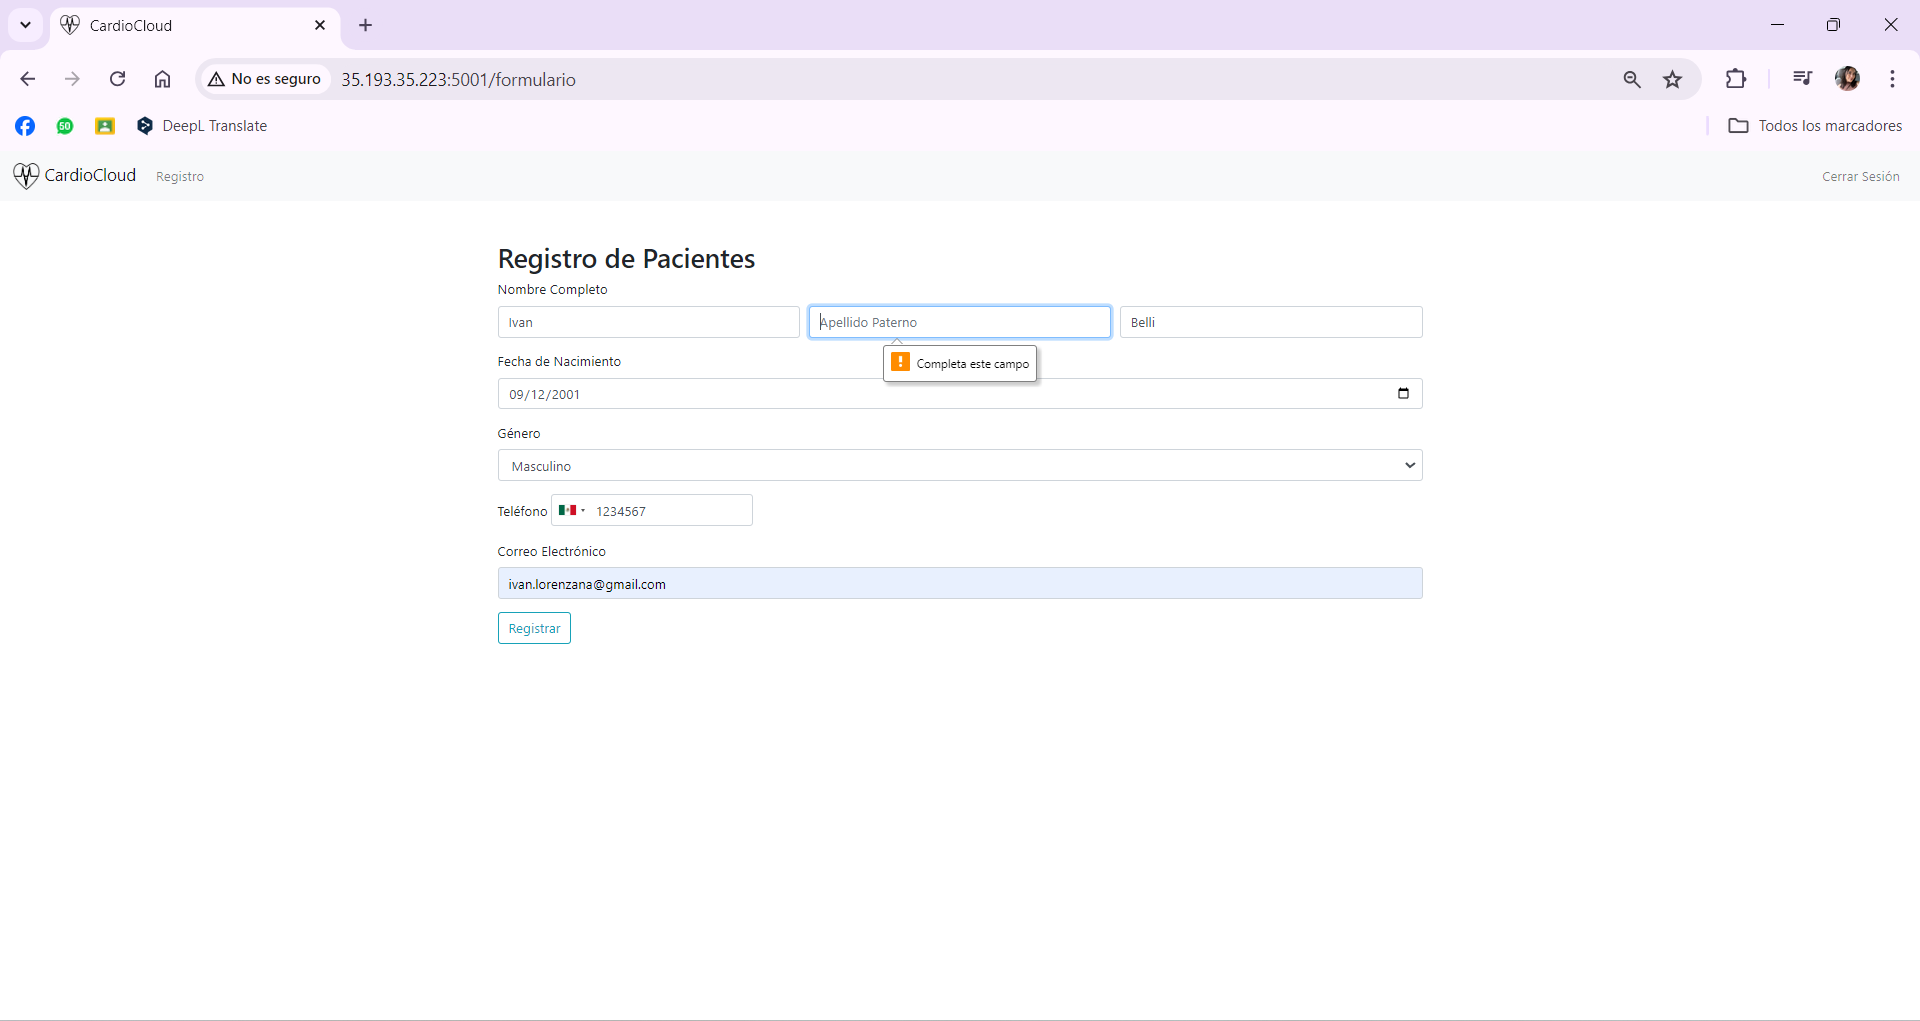 CardioCloud
No es seguro
35.193.35.223:5001/formulario
50
DeepL Translate
Todos los marcadores
CardioCloud
Registro
Cerrar Sesión
Registro de Pacientes
Nombre Completo
Ivan
Apellido Paterno
Belli
! Completa este campo
Fecha de Nacimiento
09/12/2001
Género
Masculino
Teléfono
1234567
Correo Electrónico
ivan.lorenzana@gmail.com
Registrar